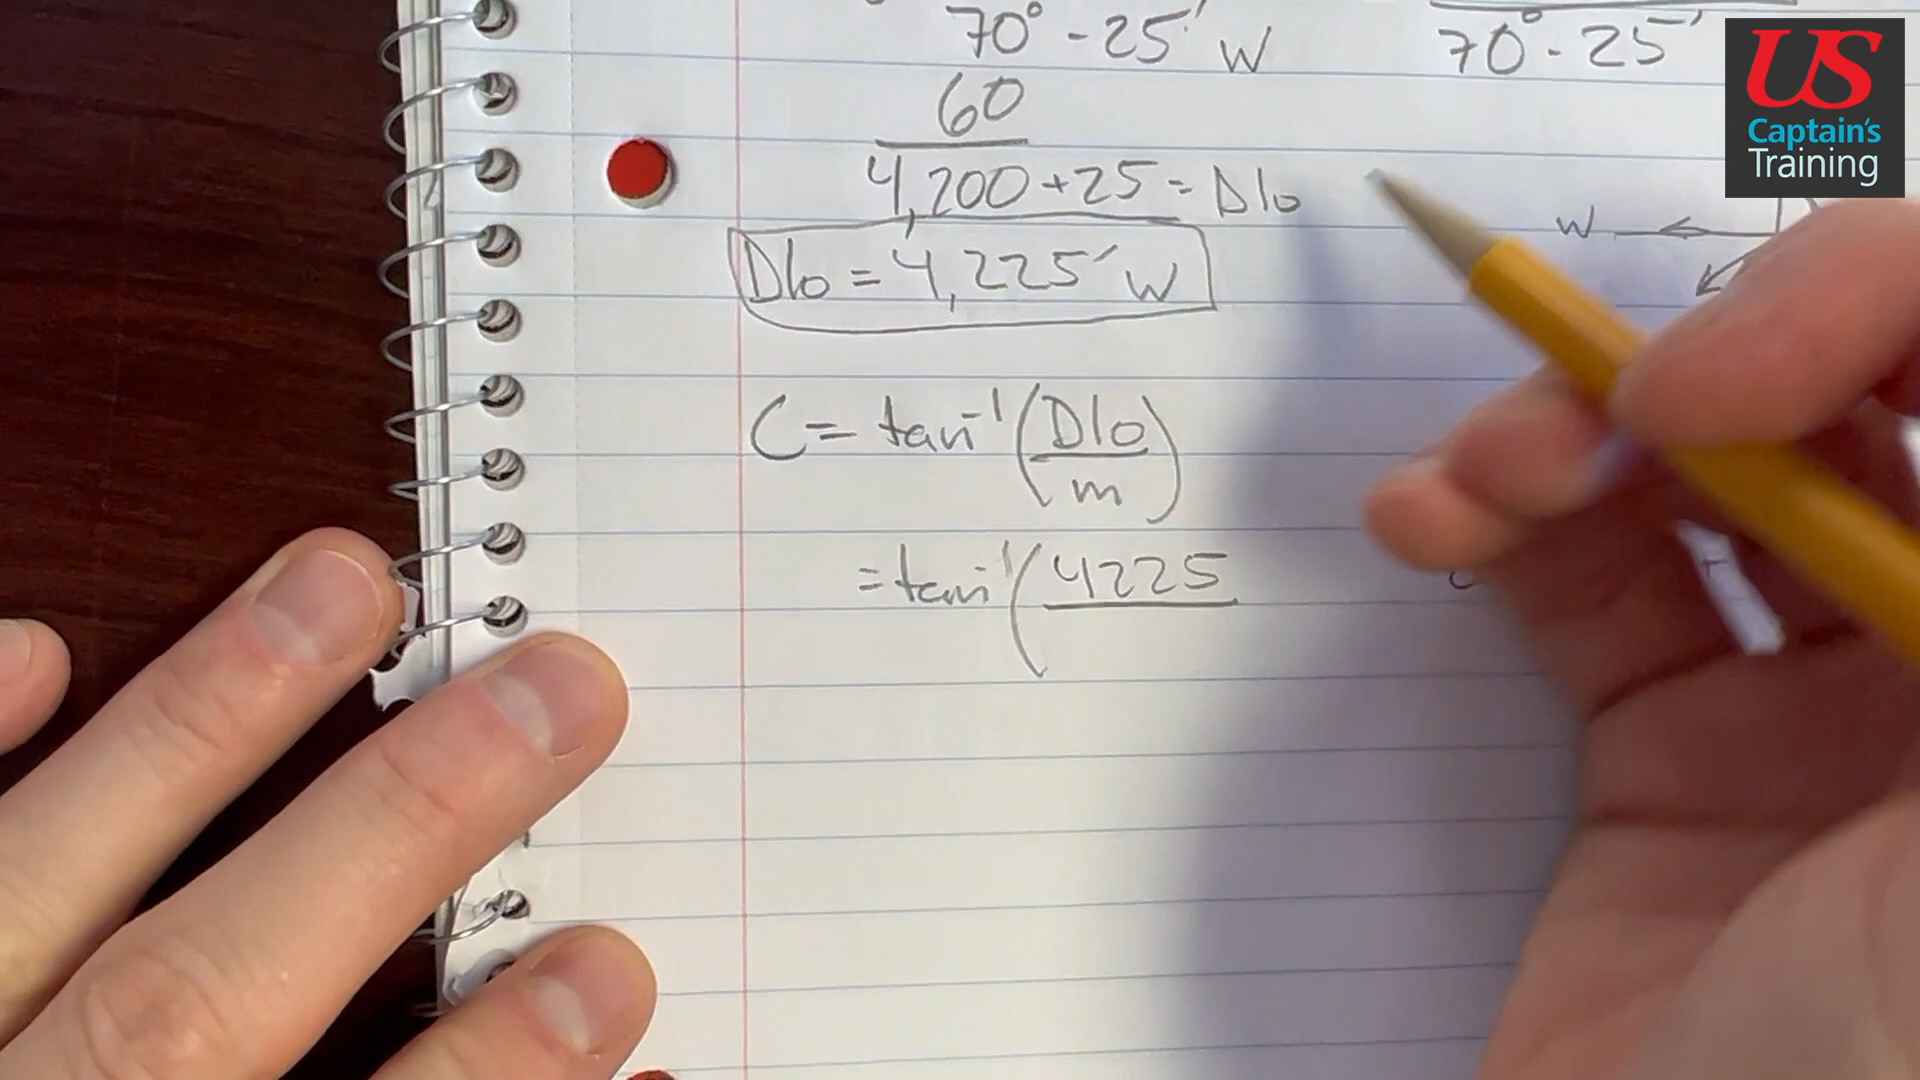 70° - 25' W
70° - 25'
60
4,200 + 25 = Dlo
W
Dlo = 4,225' W
C = tan⁻¹ (Dlo
m)
= tan⁻¹ (4225
US
Captain's
Training